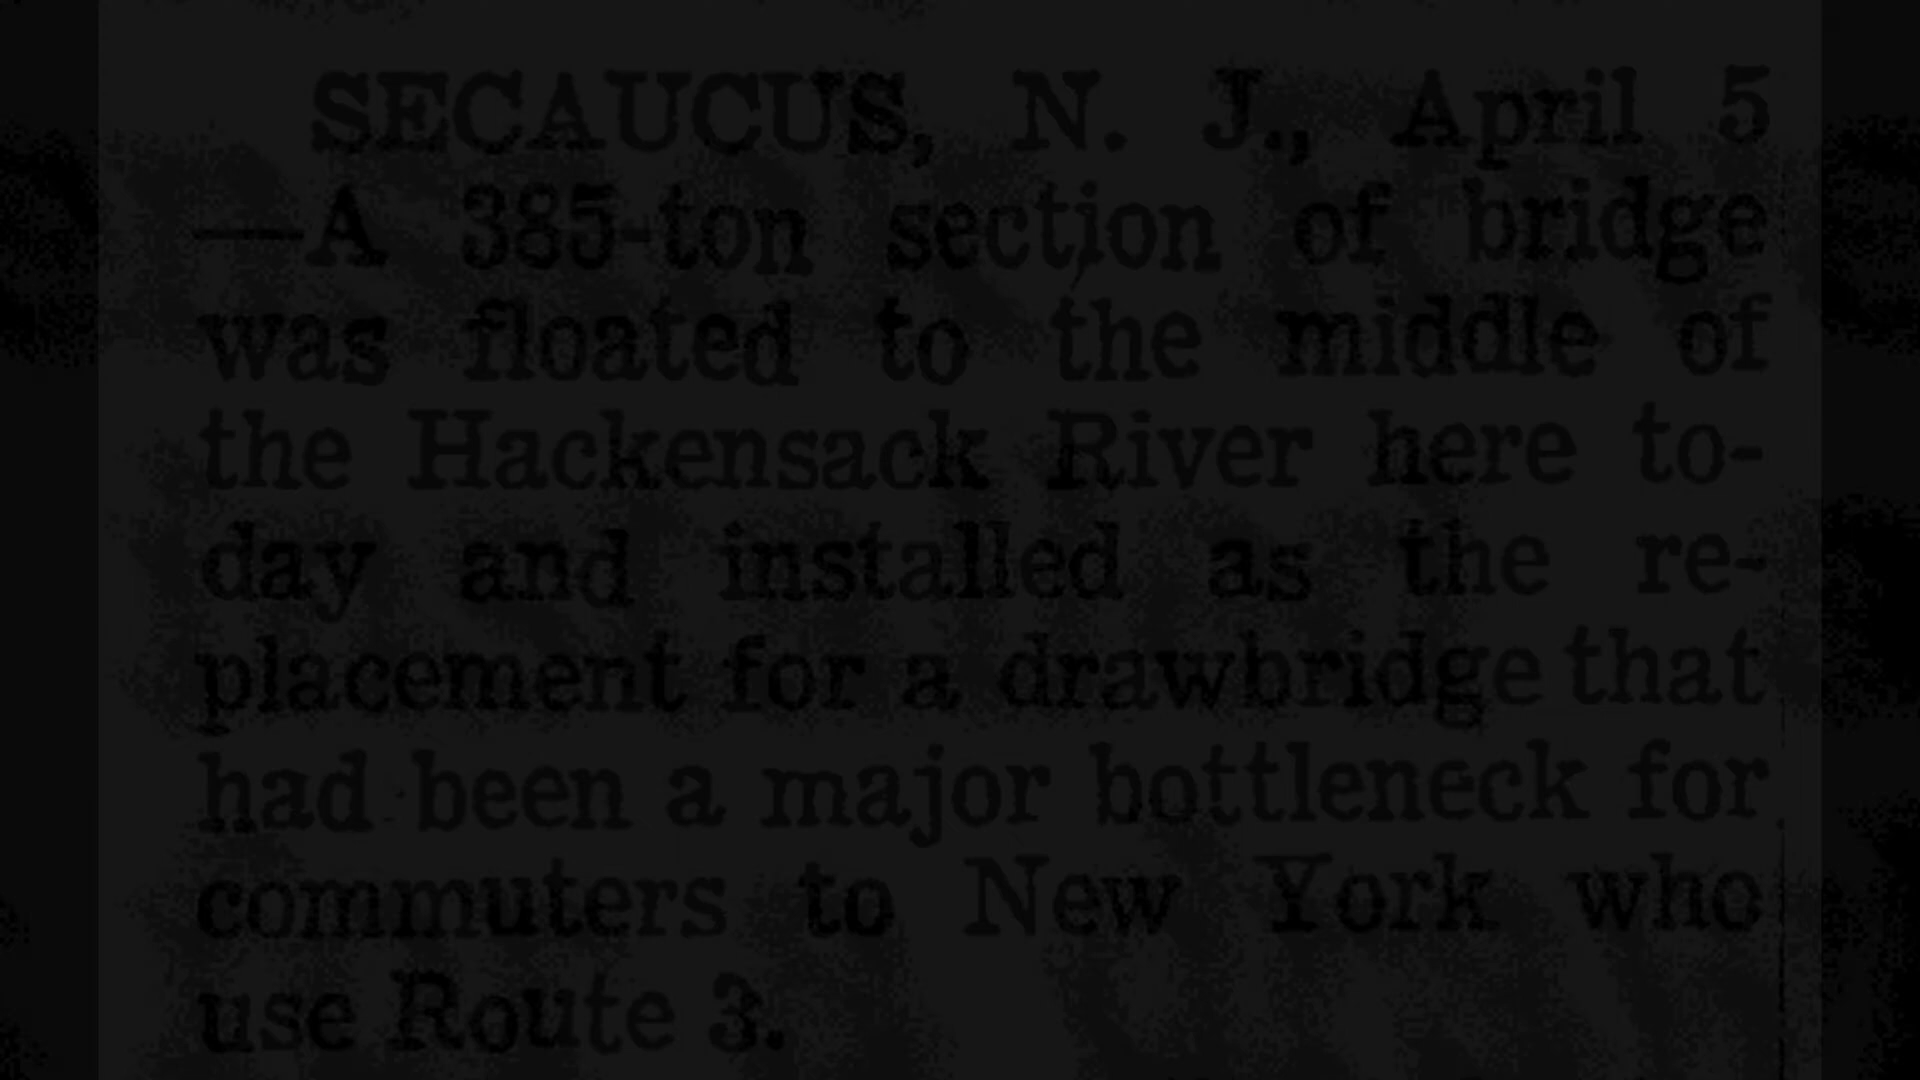 SECAUCUS, N. J., April 5
—A 385-ton section of bridge
was floated to the middle of
the Hackensack River here to-
day and installed as the re-
placement for a drawbridge that
had been a major bottleneck for
commuters to New York who
use Route 3.